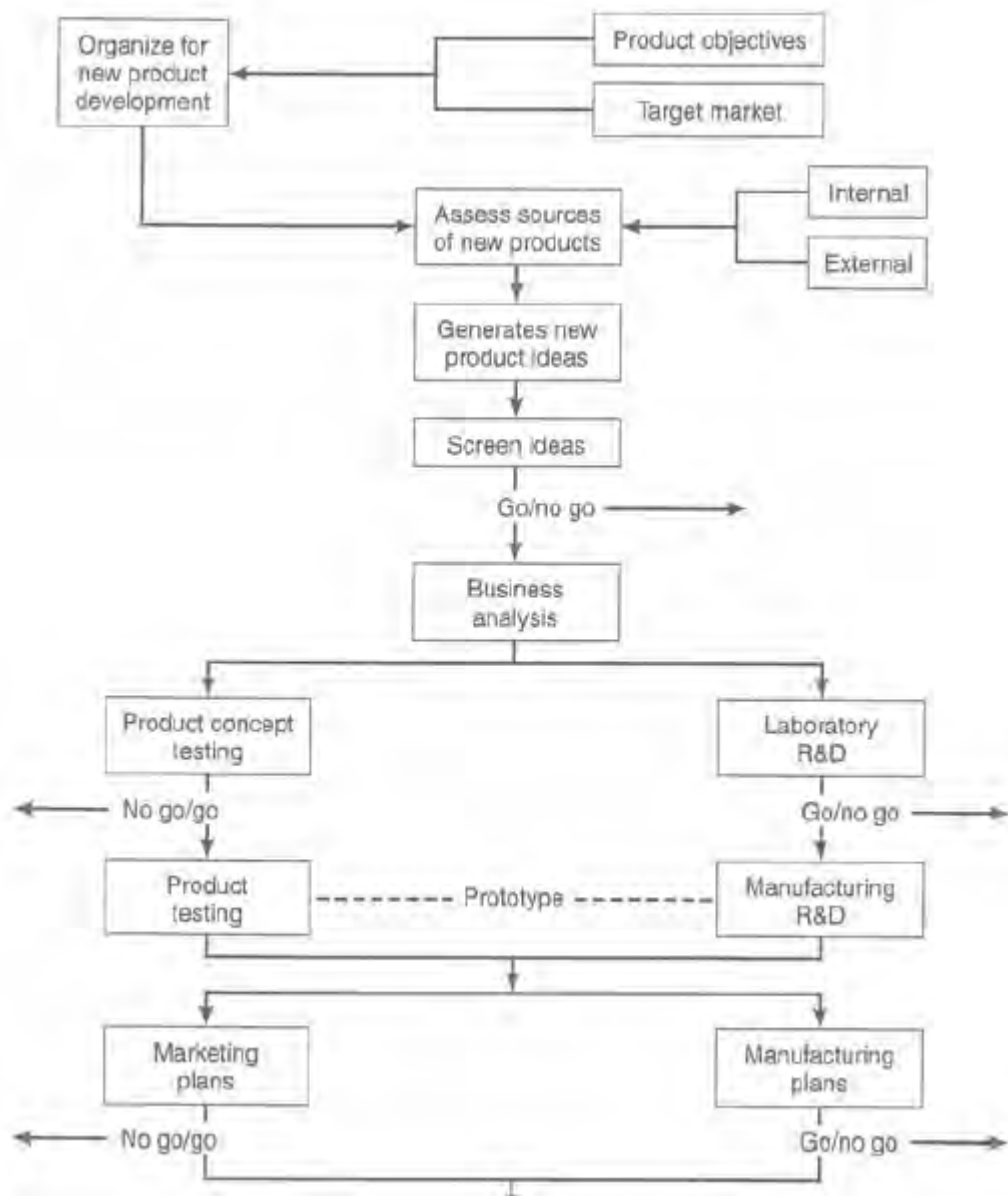 Organize for
new product
development
Product objectives
Target market
Internal
Assess sources
of new products
External
Generates new
product ideas
Screen ideas
Go/no go
Business
analysis
Product concept
testing
Laboratory
R&D
No go/go
Go/no go
Product
testing
Prototype
Manufacturing
R&D
Marketing
plans
Manufacturing
plans
No go/go
Go/no go